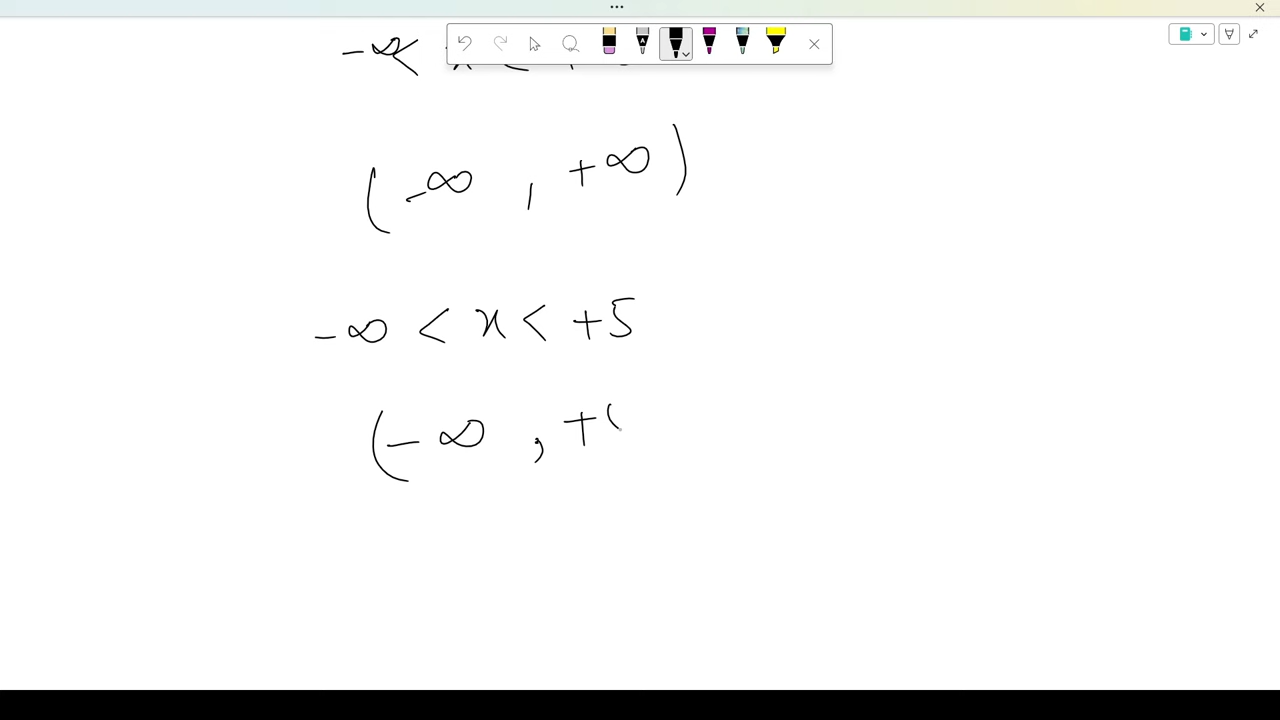 -∞ <
(-∞ , +∞)
-∞ < x < +5
(-∞ , +